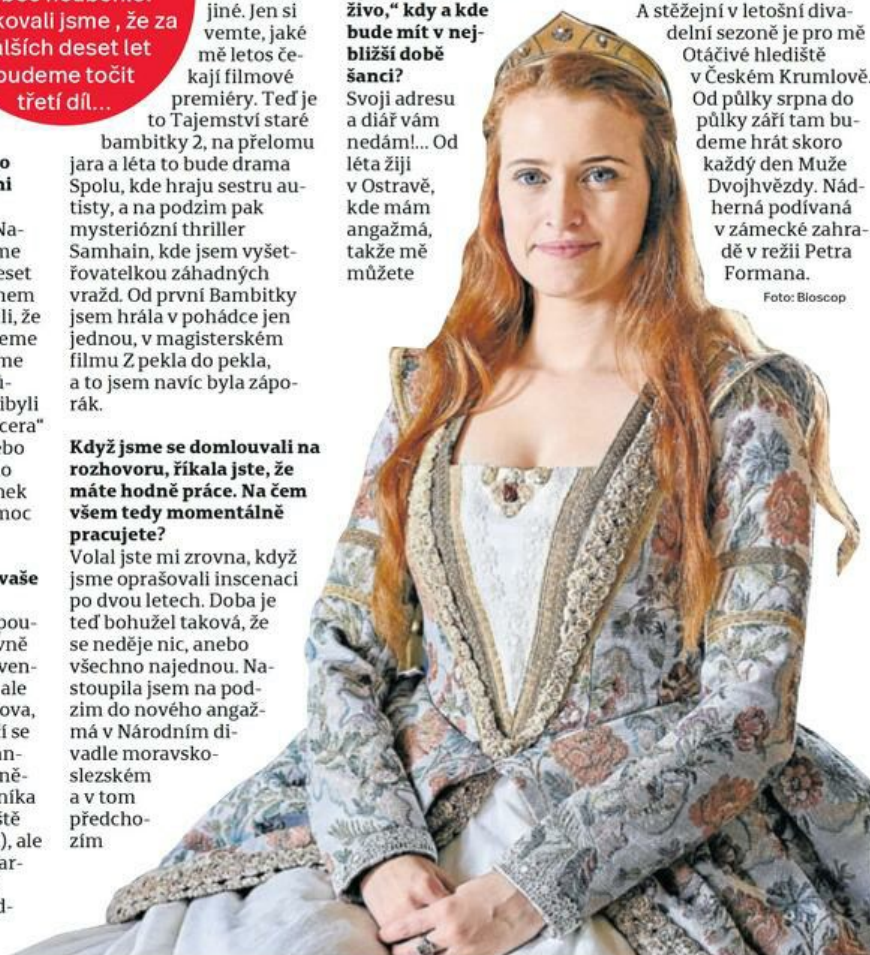 kovali jsme , že za
alších deset let
budeme točit
třetí díl...
jiné. Jen si
vemte, jaké
mě letos če-
kají filmové
premiéry. Teď je
to Tajemství staré
bambitky 2, na přelomu
jara a léta to bude drama
Spolu, kde hraju sestru au-
tisty, a na podzim pak
mysteriózní thriller
Samhain, kde jsem vyšet-
řovatelkou záhadných
vražd. Od první Bambitky
jsem hrála v pohádce jen
jednou, v magisterském
filmu Z pekla do pekla,
a to jsem navíc byla zápo-
rák.
Když jsme se domlouvali na
rozhovoru, říkala jste, že
máte hodně práce. Na čem
všem tedy momentálně
pracujete?
Volal jste mi zrovna, když
jsme oprašovali inscenaci
po dvou letech. Doba je
teď bohužel taková, že
se neděje nic, anebo
všechno najednou. Na-
stoupila jsem na pod-
zim do nového angaž-
má v Národním di-
vadle moravsko-
slezském
a v tom
předcho-
zím
živo,“ kdy a kde
bude mít v nej-
bližší době
šanci?
Svoji adresu
a diář vám
nedám!... Od
léta žiji
v Ostravě,
kde mám
angažmá,
takže mě
můžete
A stěžejní v letošní diva-
delní sezoně je pro mě
Otáčivé hlediště
v Českém Krumlově.
Od půlky srpna do
půlky září tam bu-
deme hrát skoro
každý den Muže
Dvojhvězdy. Nád-
herná podívaná
v zámecké zahra-
dě v režii Petra
Formana.
Foto: Bioscop